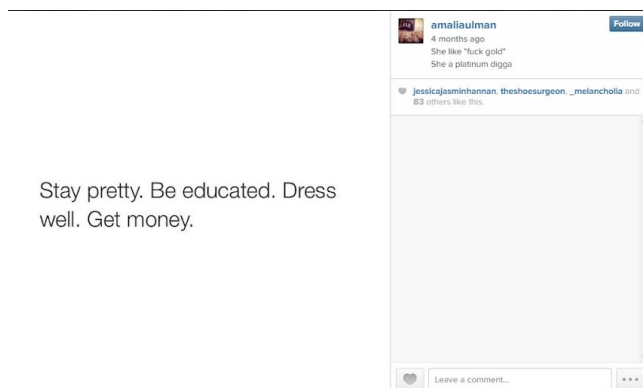 amaliaulman
Follow
4 months ago
She like "fuck gold"
She a platinum digga
jessicajasminhannan, theshoesurgeon, _melancholia and
83 others like this.
Stay pretty. Be educated. Dress
well. Get money.
Leave a comment...